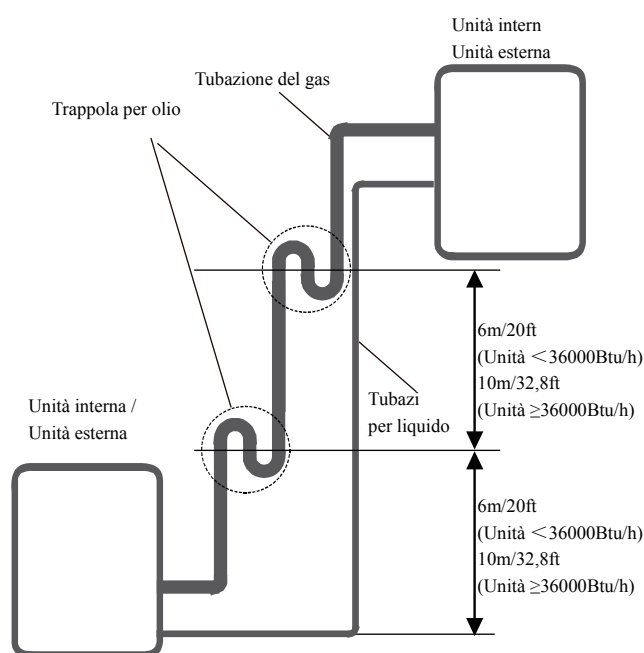 Unità intern
Unità esterna
Tubazione del gas
Trappola per olio
6m/20ft
(Unità <36000Btu/h)
10m/32,8ft
(Unità ≥36000Btu/h)
Tubazi
per liquido
Unità interna /
Unità esterna
6m/20ft
(Unità <36000Btu/h)
10m/32,8ft
(Unità ≥36000Btu/h)